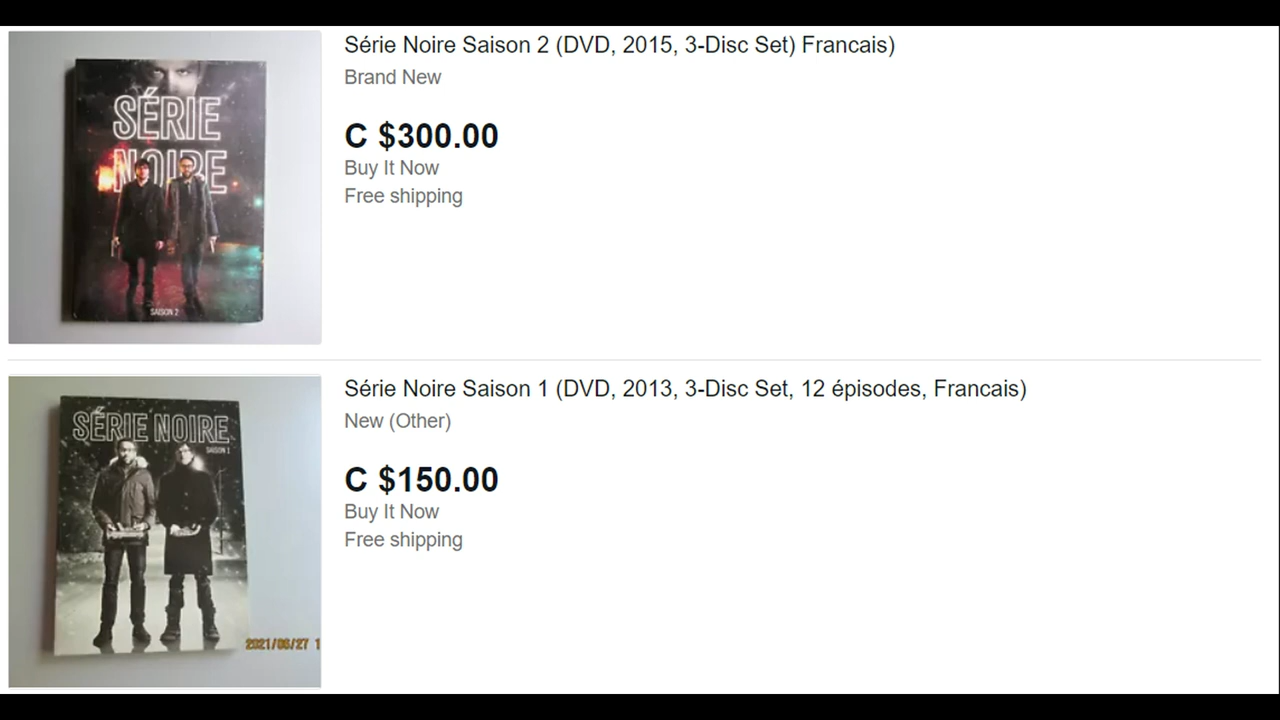 SÉRIE
NOIRE
SAISON 2
Série Noire Saison 2 (DVD, 2015, 3-Disc Set) Francais)
Brand New
C $300.00
Buy It Now
Free shipping
SÉRIE NOIRE
SAISON 1
2021/06/27 1
Série Noire Saison 1 (DVD, 2013, 3-Disc Set, 12 épisodes, Francais)
New (Other)
C $150.00
Buy It Now
Free shipping